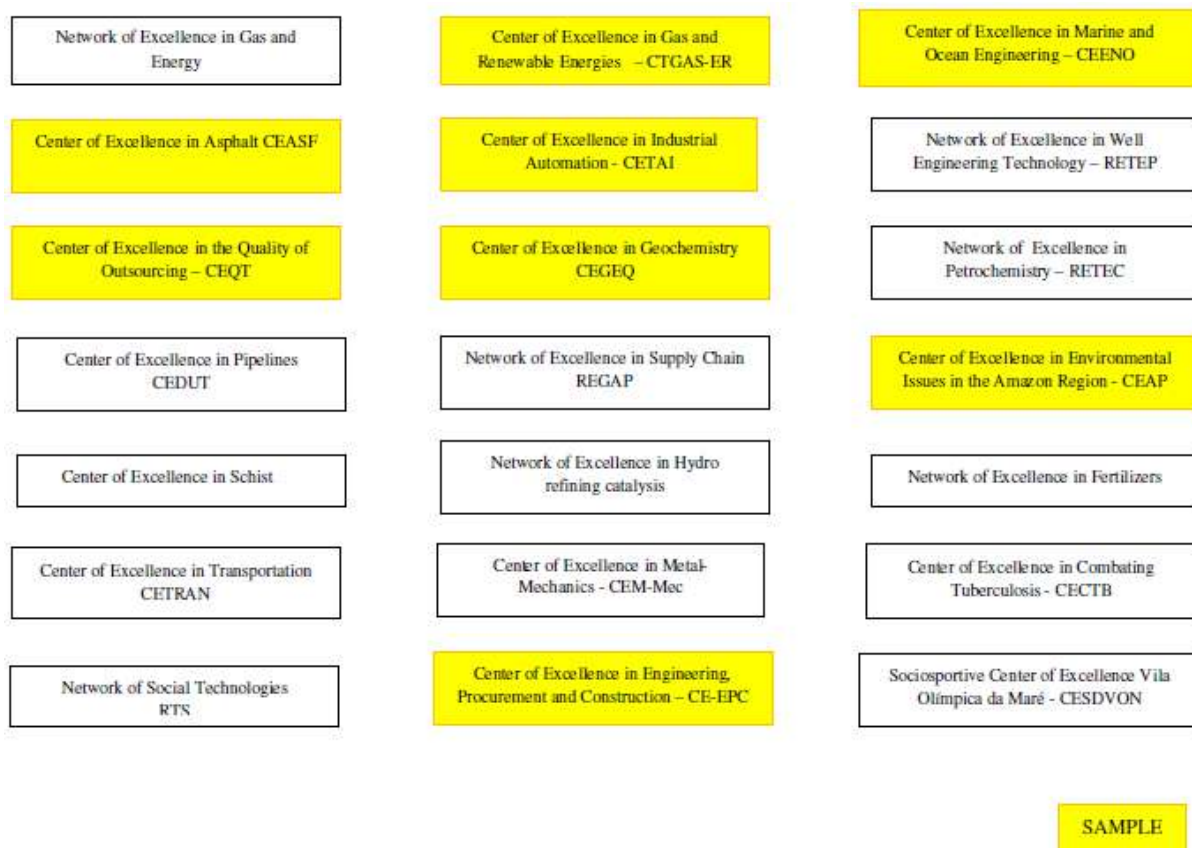 Network of Excellence in Gas and
Energy
Center of Excellence in Gas and
Renewable Energies – CTGAS-ER
Center of Excellence in Marine and
Ocean Engineering – CEENO
Center of Excellence in Asphalt CEASF
Center of Excellence in Industrial
Automation - CETAI
Network of Excellence in Well
Engineering Technology – RETEP
Center of Excellence in the Quality of
Outsourcing – CEQT
Center of Excellence in Geochemistry
CEGEQ
Network of Excellence in
Petrochemistry – RETEC
Center of Excellence in Pipelines
CEDUT
Network of Excellence in Supply Chain
REGAP
Center of Excellence in Environmental
Issues in the Amazon Region - CEAP
Center of Excellence in Schist
Network of Excellence in Hydro
refining catalysis
Network of Excellence in Fertilizers
Center of Excellence in Transportation
CETRAN
Center of Excellence in Metal-
Mechanics - CEM-Mec
Center of Excellence in Combating
Tuberculosis - CECTB
Network of Social Technologies
RTS
Center of Excellence in Engineering,
Procurement and Construction – CE-EPC
Sociosportive Center of Excellence Vila
Olímpica da Maré - CESDVON
SAMPLE